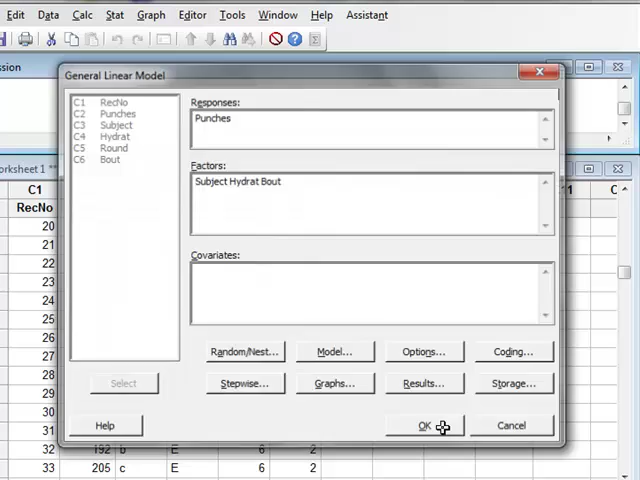 Edit Data Calc Stat Graph Editor Tools Window Help Assistant
ssion
General Linear Model
C1 RecNo
C2 Punches
C3 Subject
C4 Hydrat
C5 Round
C6 Bout
Responses:
Punches
Factors:
Subject Hydrat Bout
Covariates:
Random/Nest... Model... Options... Coding...
Select Stepwise... Graphs... Results... Storage...
Help OK Cancel
orksheet 1 **
C1
RecNo
20
21
22
23
24
25
26
27
28
29
30
31
32 192 b E 6 2
33 205 c E 6 2